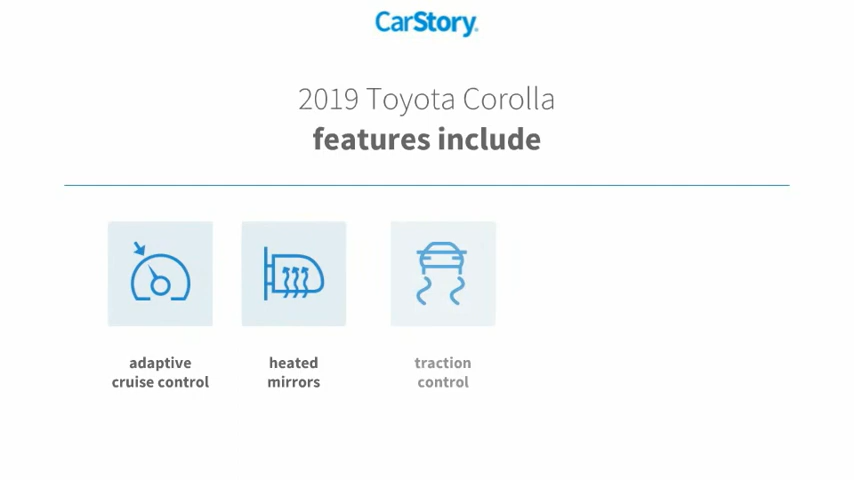 CarStory
2019 Toyota Corolla
features include
adaptive
cruise control
heated
mirrors
traction
control